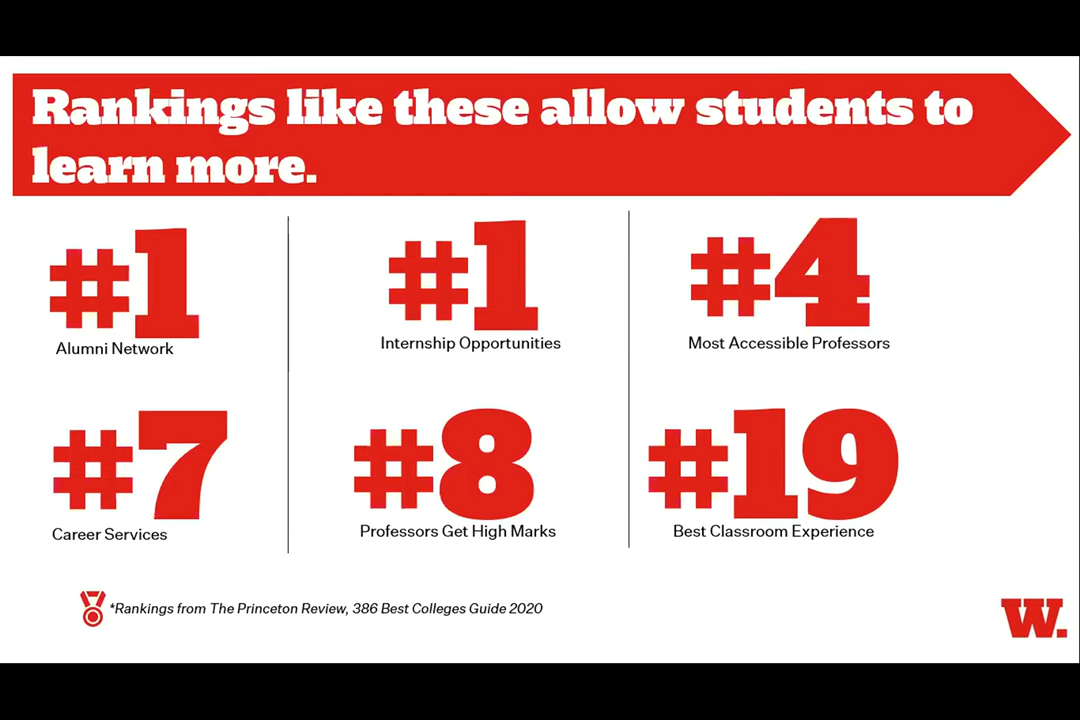 Rankings like these allow students to
learn more.
#1
Alumni Network
#1
Internship Opportunities
#4
Most Accessible Professors
#7
Career Services
#8
Professors Get High Marks
#19
Best Classroom Experience
*Rankings from The Princeton Review, 386 Best Colleges Guide 2020
W.